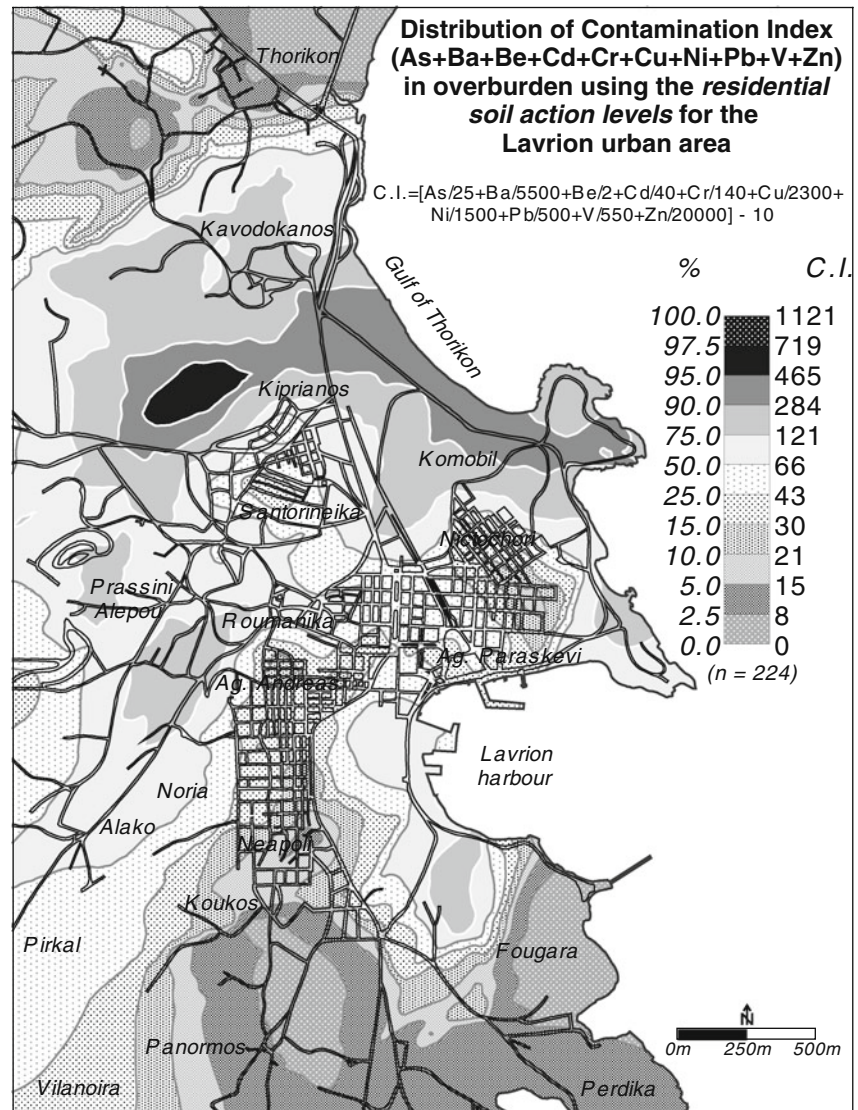 Distribution of Contamination Index
(As+Ba+Be+Cd+Cr+Cu+Ni+Pb+V+Zn)
in overburden using the residential
soil action levels for the
Lavrion urban area
C.I.=[As/25+Ba/5500+Be/2+Cd/40+Cr/140+Cu/2300+
Ni/1500+Pb/500+V/550+Zn/20000] - 10
Thorikon
Kavodokanos
Gulf of Thorikon
% C.I.
100.0 1121
97.5 719
95.0 465
90.0 284
75.0 121
50.0 66
25.0 43
15.0 30
10.0 21
5.0 15
2.5 8
0.0 0
(n = 224)
Kiprianos
Komobil
Santorineika
Nichochori
Prassini
Alepou
Roumanika
Ag. Paraskevi
Ag. Andreas
Lavrion
harbour
Noria
Alako
Neapoli
Koukos
Pirkal
Fougara
N
Panormos
0m 250m 500m
Vilanoira
Perdika